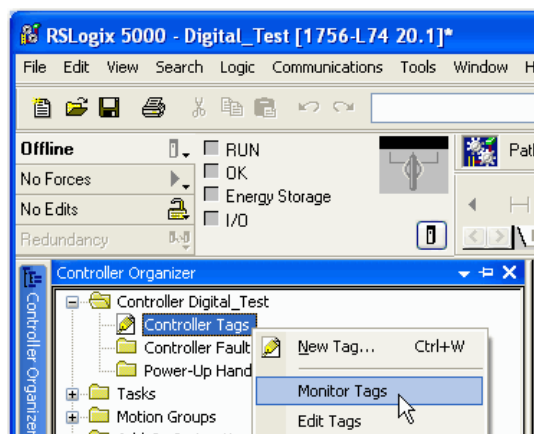 RSLogix 5000 - Digital_Test [1756-L74 20.1]*
File Edit View Search Logic Communications Tools Window H
Offline
RUN
Path
No Forces
OK
Energy Storage
No Edits
I/O
Redundancy
Controller Organizer
Controller Organizer
Controller Digital_Test
Controller Tags
Controller Fault
New Tag... Ctrl+W
Power-Up Hand
Tasks
Monitor Tags
Motion Groups
Edit Tags